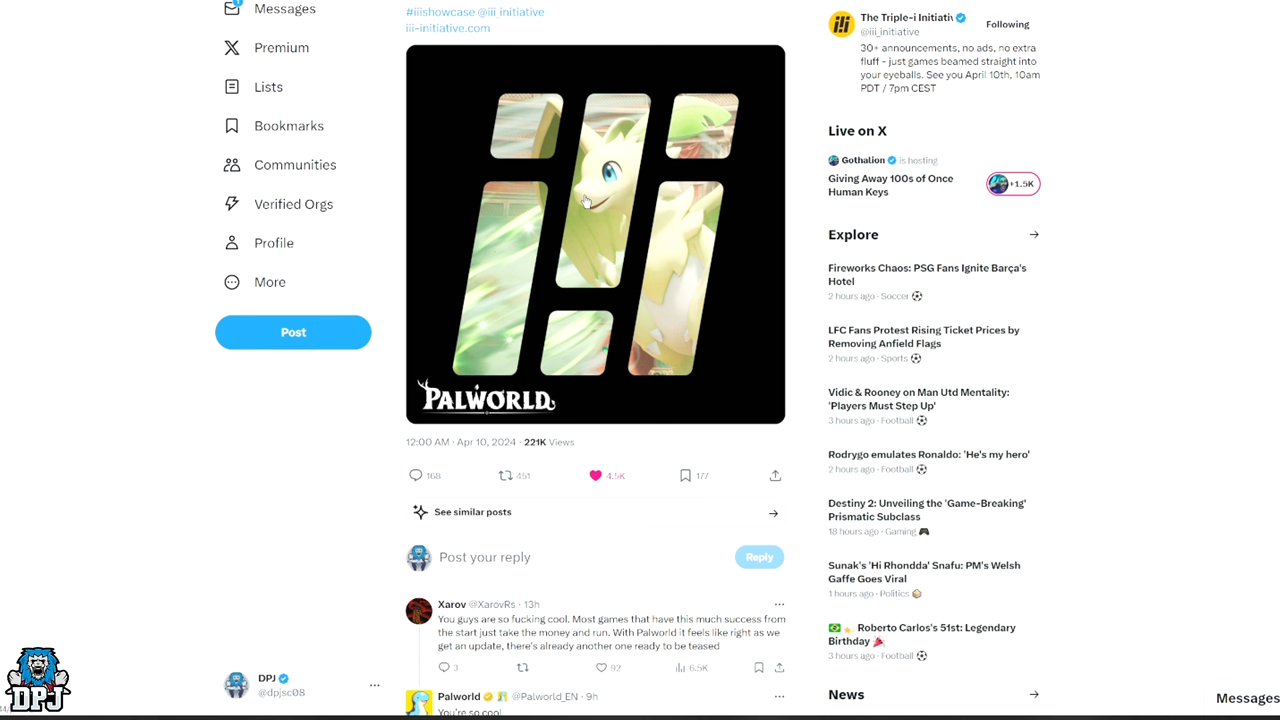 Messages
#iiishowcase @iii_initiative
iii-initiative.com
Premium
Lists
Bookmarks
Communities
Verified Orgs
Profile
More
Post
PALWORLD
12:00 AM · Apr 10, 2024 · 221K Views
168
451
4.5K
177
See similar posts
Post your reply
Reply
Xarov @XarovRs · 13h
You guys are so fucking cool. Most games that have this much success from
the start just take the money and run. With Palworld it feels like right as we
get an update, there's already another one ready to be teased
3
92
6.5K
Palworld @Palworld_EN · 9h
You're so cool
DPJ
DPJ
@dpjsc08
The Triple-i Initiativ
@iii_initiative
Following
30+ announcements, no ads, no extra
fluff - just games beamed straight into
your eyeballs. See you April 10th, 10am
PDT / 7pm CEST
Live on X
Gothalion is hosting
Giving Away 100s of Once
Human Keys
+1.5K
Explore
Fireworks Chaos: PSG Fans Ignite Barça's
Hotel
2 hours ago · Soccer
LFC Fans Protest Rising Ticket Prices by
Removing Anfield Flags
2 hours ago · Sports
Vidic & Rooney on Man Utd Mentality:
'Players Must Step Up'
3 hours ago · Football
Rodrygo emulates Ronaldo: 'He's my hero'
2 hours ago · Football
Destiny 2: Unveiling the 'Game-Breaking'
Prismatic Subclass
18 hours ago · Gaming
Sunak's 'Hi Rhondda' Snafu: PM's Welsh
Gaffe Goes Viral
1 hours ago · Politics
Roberto Carlos's 51st: Legendary
Birthday
3 hours ago · Football
News
Messages